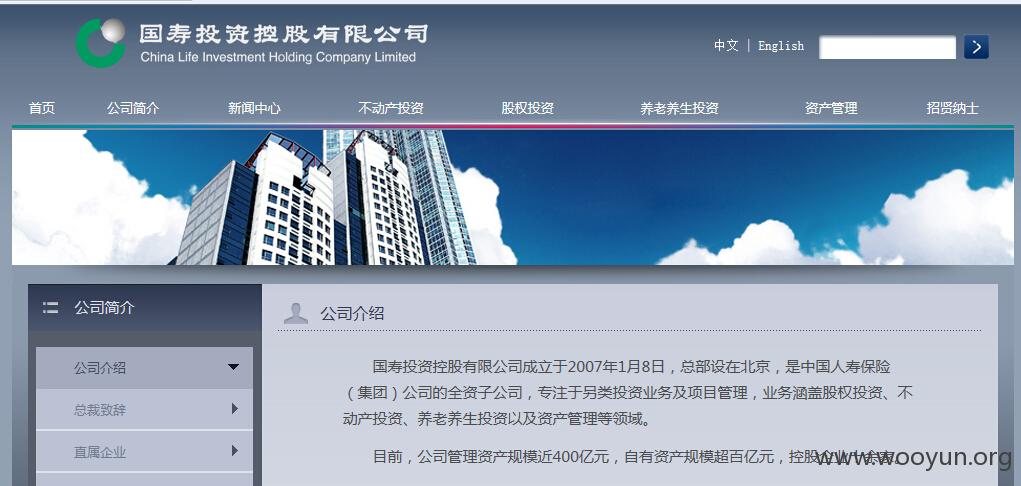 国寿投资控股有限公司
China Life Investment Holding Company Limited
中文 | English
首页 公司简介 新闻中心 不动产投资 股权投资 养老养生投资 资产管理 招贤纳士
公司简介
公司介绍
总裁致辞
直属企业
公司介绍
国寿投资控股有限公司成立于2007年1月8日，总部设在北京，是中国人寿保险
（集团）公司的全资子公司，专注于另类投资业务及项目管理，业务涵盖股权投资、不
动产投资、养老养生投资以及资产管理等领域。
目前，公司管理资产规模近400亿元，自有资产规模超百亿元，控股
www.wooyun.org